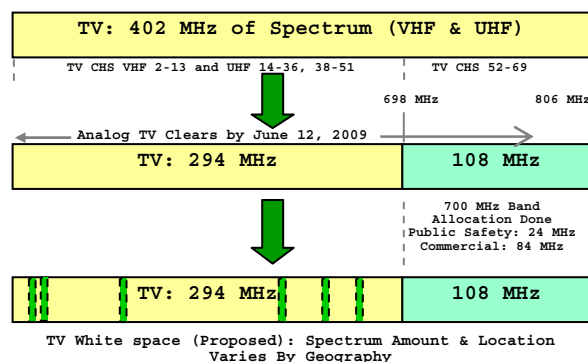 TV: 402 MHz of Spectrum (VHF & UHF)
TV CHS VHF 2-13 and UHF 14-36, 38-51
TV CHS 52-69
698 MHz
806 MHz
Analog TV Clears by June 12, 2009
TV: 294 MHz
108 MHz
700 MHz Band
Allocation Done
Public Safety: 24 MHz
Commercial: 84 MHz
TV: 294 MHz
108 MHz
TV White space (Proposed): Spectrum Amount & Location
Varies By Geography